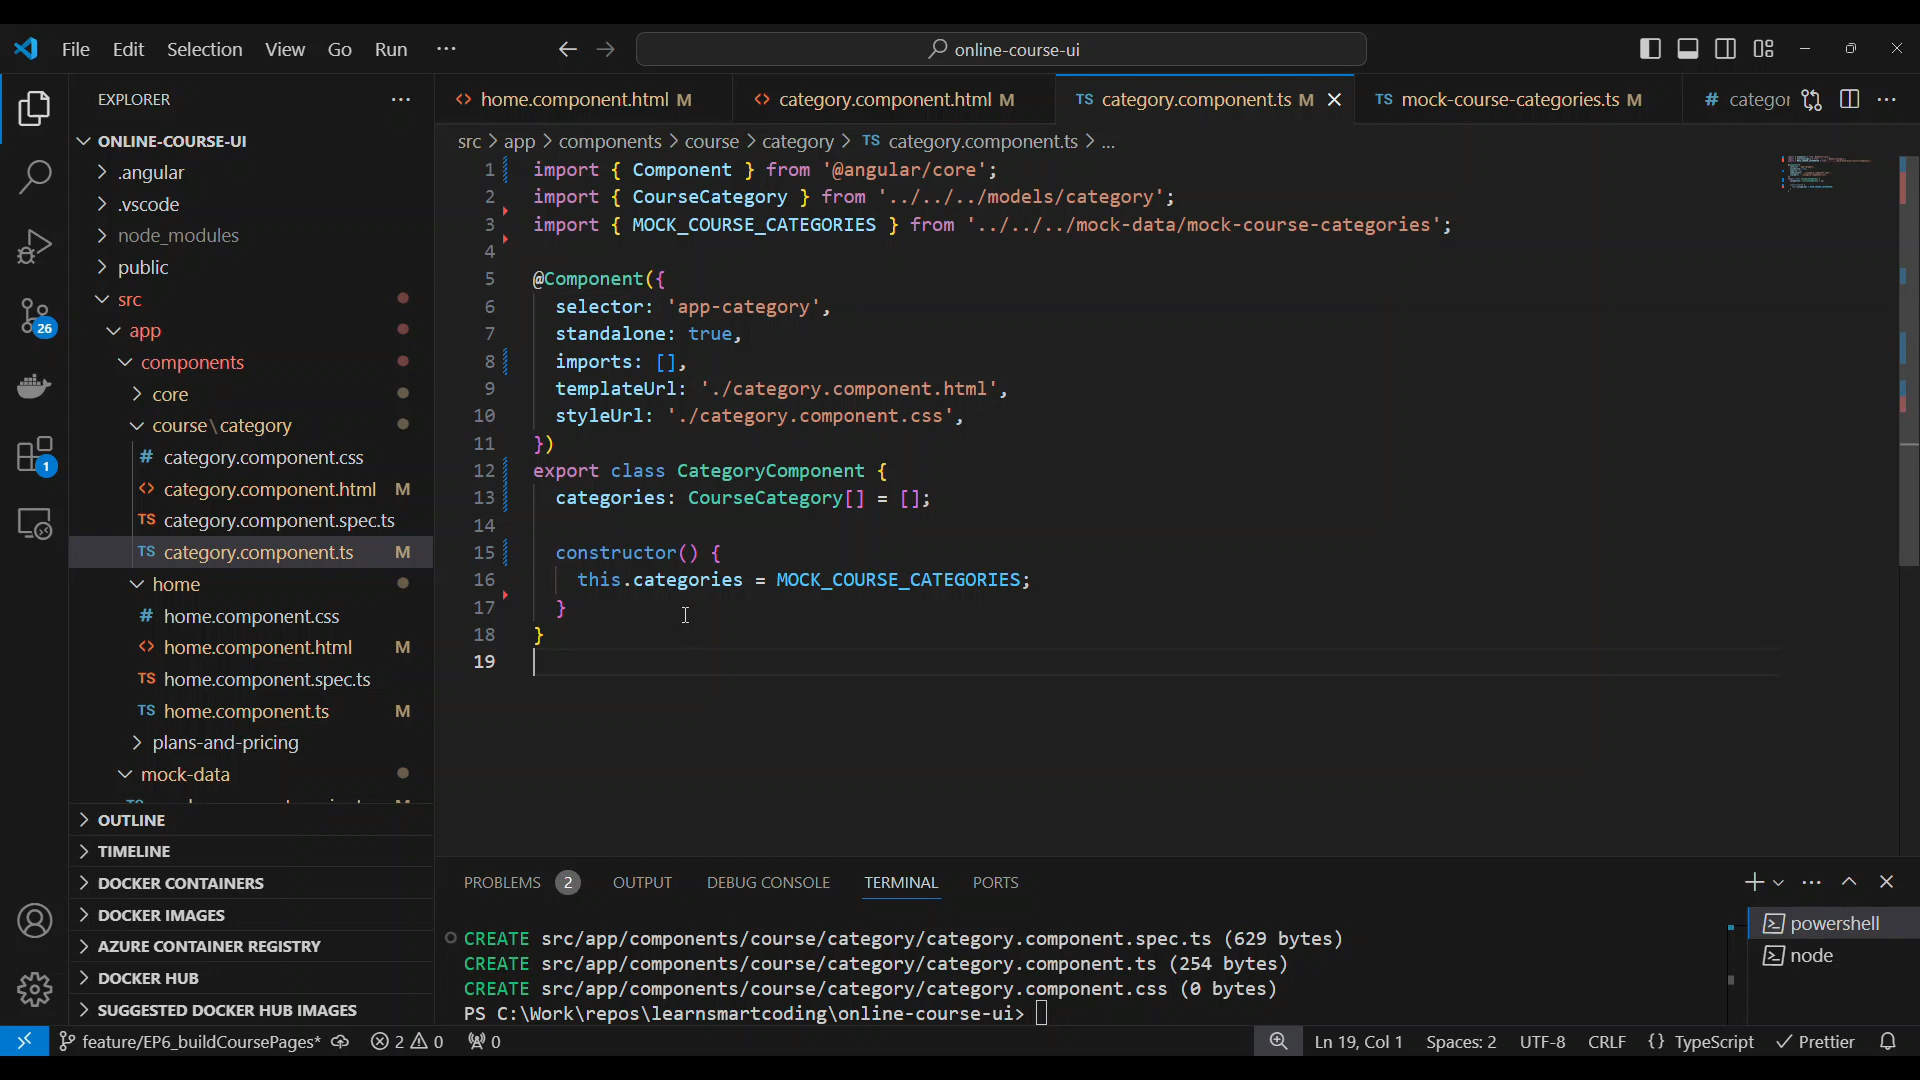 File Edit Selection View Go Run ··· online-course-ui
EXPLORER ···
ONLINE-COURSE-UI
.angular
.vscode
node_modules
public
src
app
components
core
course\category
# category.component.css
<> category.component.html M
TS category.component.spec.ts
TS category.component.ts M
home
# home.component.css
<> home.component.html M
TS home.component.spec.ts
TS home.component.ts M
plans-and-pricing
mock-data
OUTLINE
TIMELINE
DOCKER CONTAINERS
DOCKER IMAGES
AZURE CONTAINER REGISTRY
DOCKER HUB
SUGGESTED DOCKER HUB IMAGES
26
1
<> home.component.html M <> category.component.html M TS category.component.ts M TS mock-course-categories.ts M # categor ···
src > app > components > course > category > TS category.component.ts > ...
1 import { Component } from '@angular/core';
2 import { CourseCategory } from '../../../models/category';
3 import { MOCK_COURSE_CATEGORIES } from '../../../mock-data/mock-course-categories';
4
5 @Component({
6 selector: 'app-category',
7 standalone: true,
8 imports: [],
9 templateUrl: './category.component.html',
10 styleUrl: './category.component.css',
11 })
12 export class CategoryComponent {
13 categories: CourseCategory[] = [];
14
15 constructor() {
16 this.categories = MOCK_COURSE_CATEGORIES;
17 }
18 }
19
PROBLEMS 2 OUTPUT DEBUG CONSOLE TERMINAL PORTS
CREATE src/app/components/course/category/category.component.spec.ts (629 bytes)
CREATE src/app/components/course/category/category.component.ts (254 bytes)
CREATE src/app/components/course/category/category.component.css (0 bytes)
PS C:\Work\repos\learnsmartcoding\online-course-ui>
powershell
node
feature/EP6_buildCoursePages* 2 0 0 Ln 19, Col 1 Spaces: 2 UTF-8 CRLF {} TypeScript Prettier